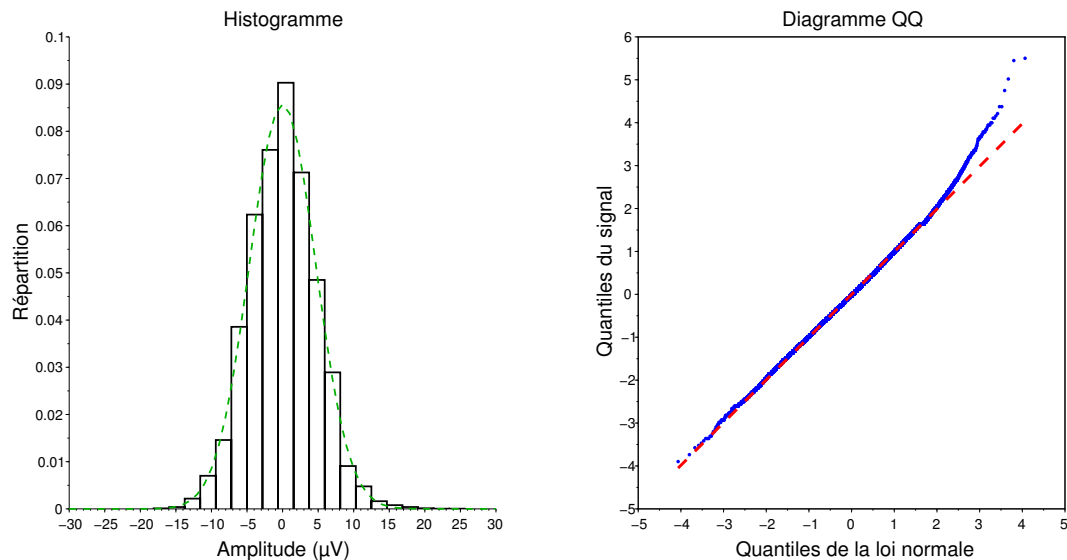 Histogramme
0.1
0.09
0.08
0.07
0.06
0.05
0.04
0.03
0.02
0.01
0
Répartition
−30 −25 −20 −15 −10 −5 0 5 10 15 20 25 30
Amplitude (µV)
Diagramme QQ
6
5
4
3
2
1
0
−1
−2
−3
−4
−5
Quantiles du signal
−5 −4 −3 −2 −1 0 1 2 3 4 5
Quantiles de la loi normale